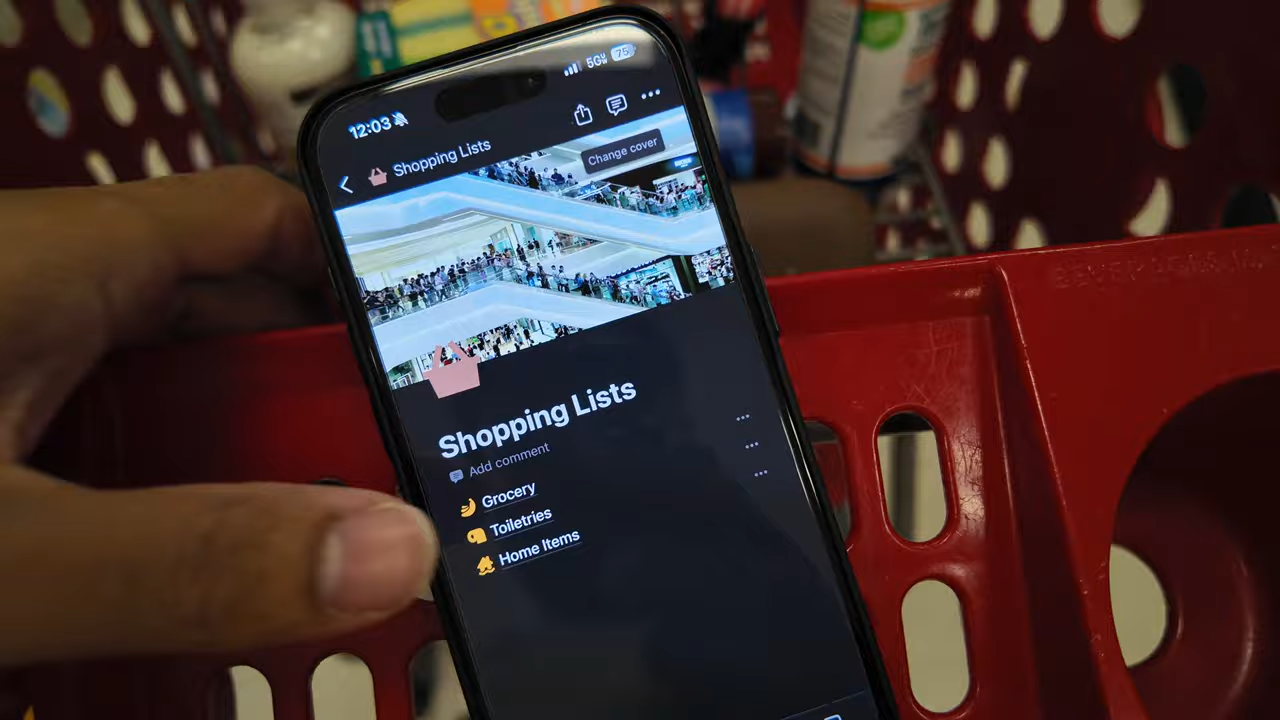 12:03
5G
75
Shopping Lists
Change cover
Shopping Lists
Add comment
Grocery
Toiletries
Home Items